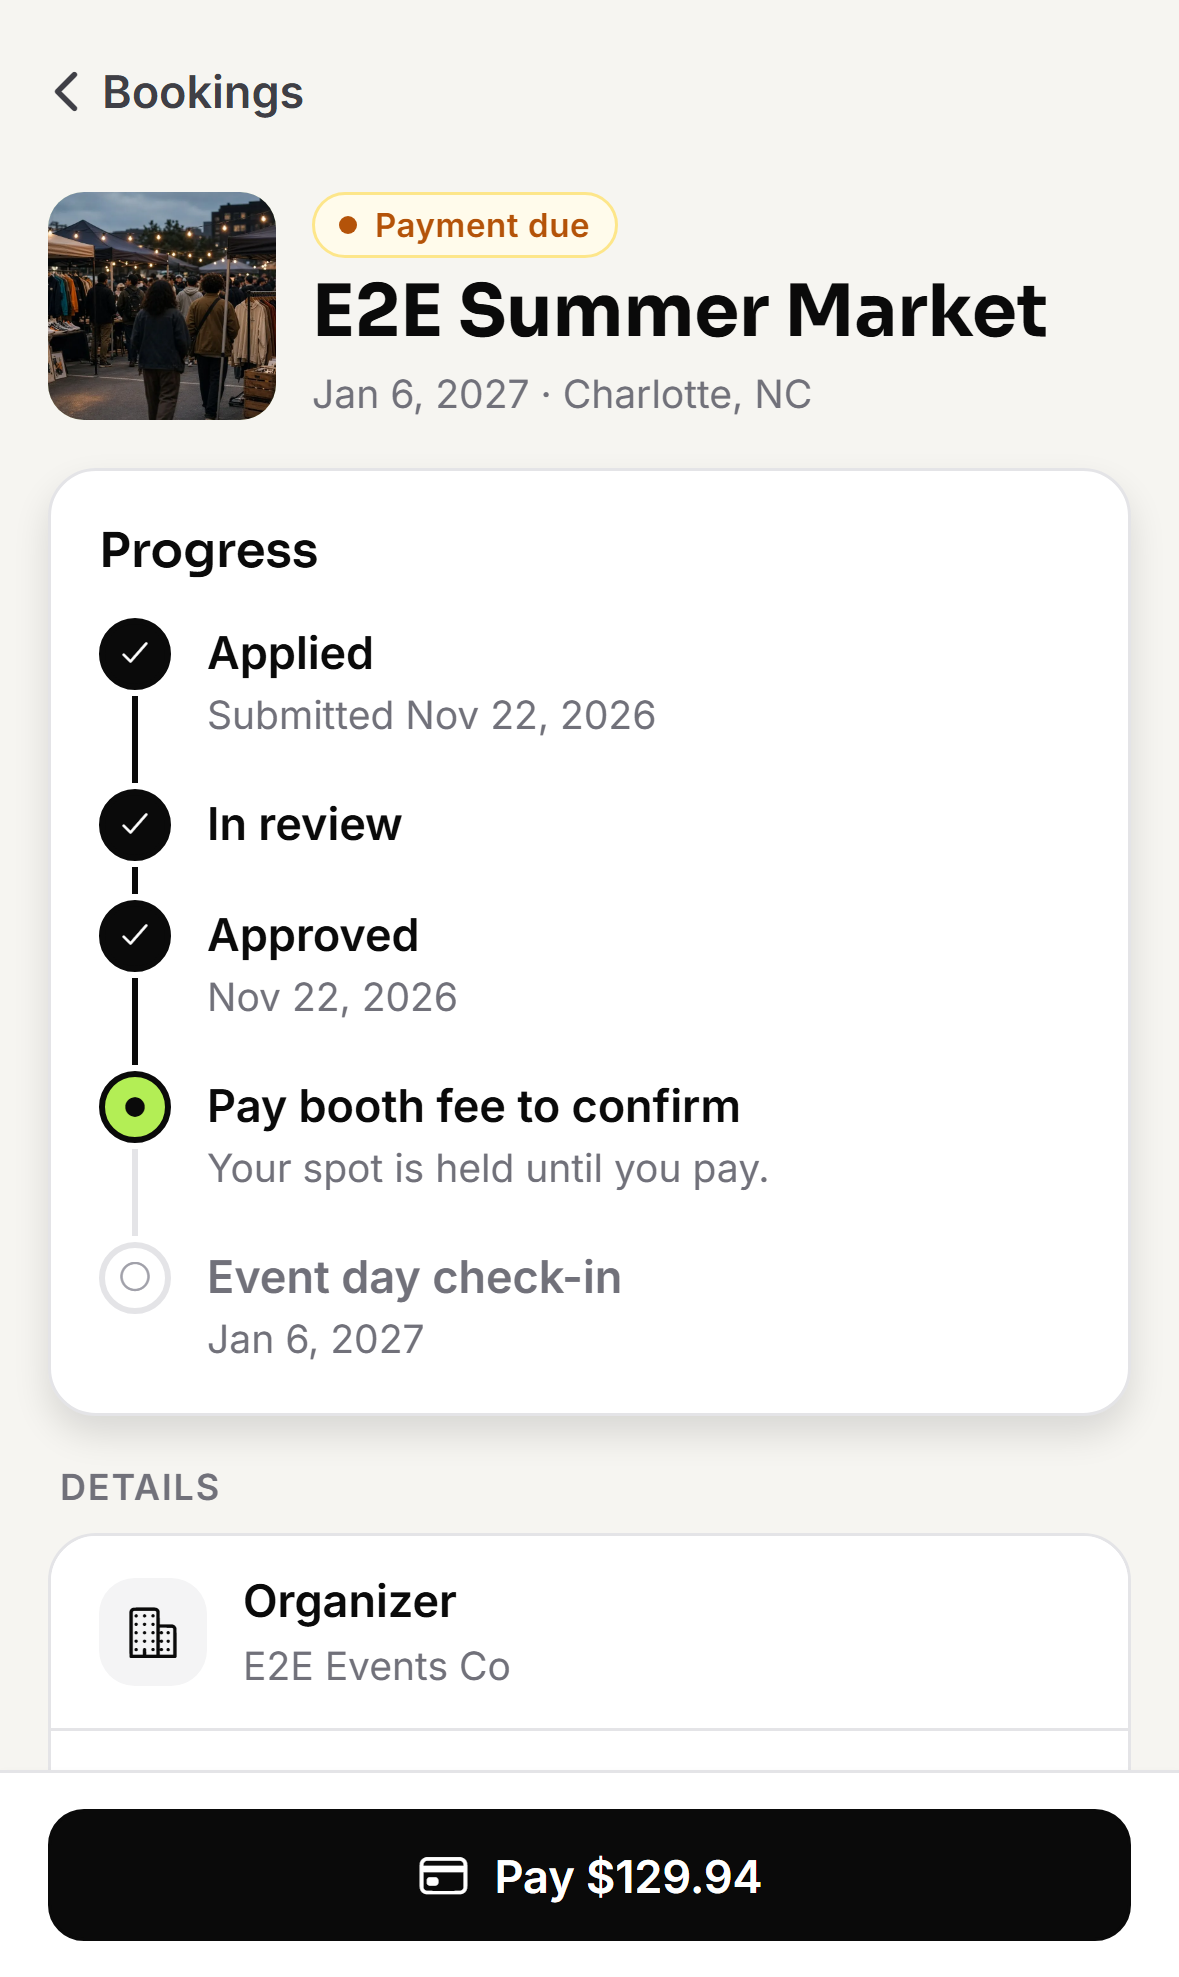 Bookings
Payment due
E2E Summer Market
Jan 6, 2027 · Charlotte, NC
Progress
Applied
Submitted Nov 22, 2026
In review
Approved
Nov 22, 2026
Pay booth fee to confirm
Your spot is held until you pay.
Event day check-in
Jan 6, 2027
DETAILS
Organizer
E2E Events Co
Pay $129.94